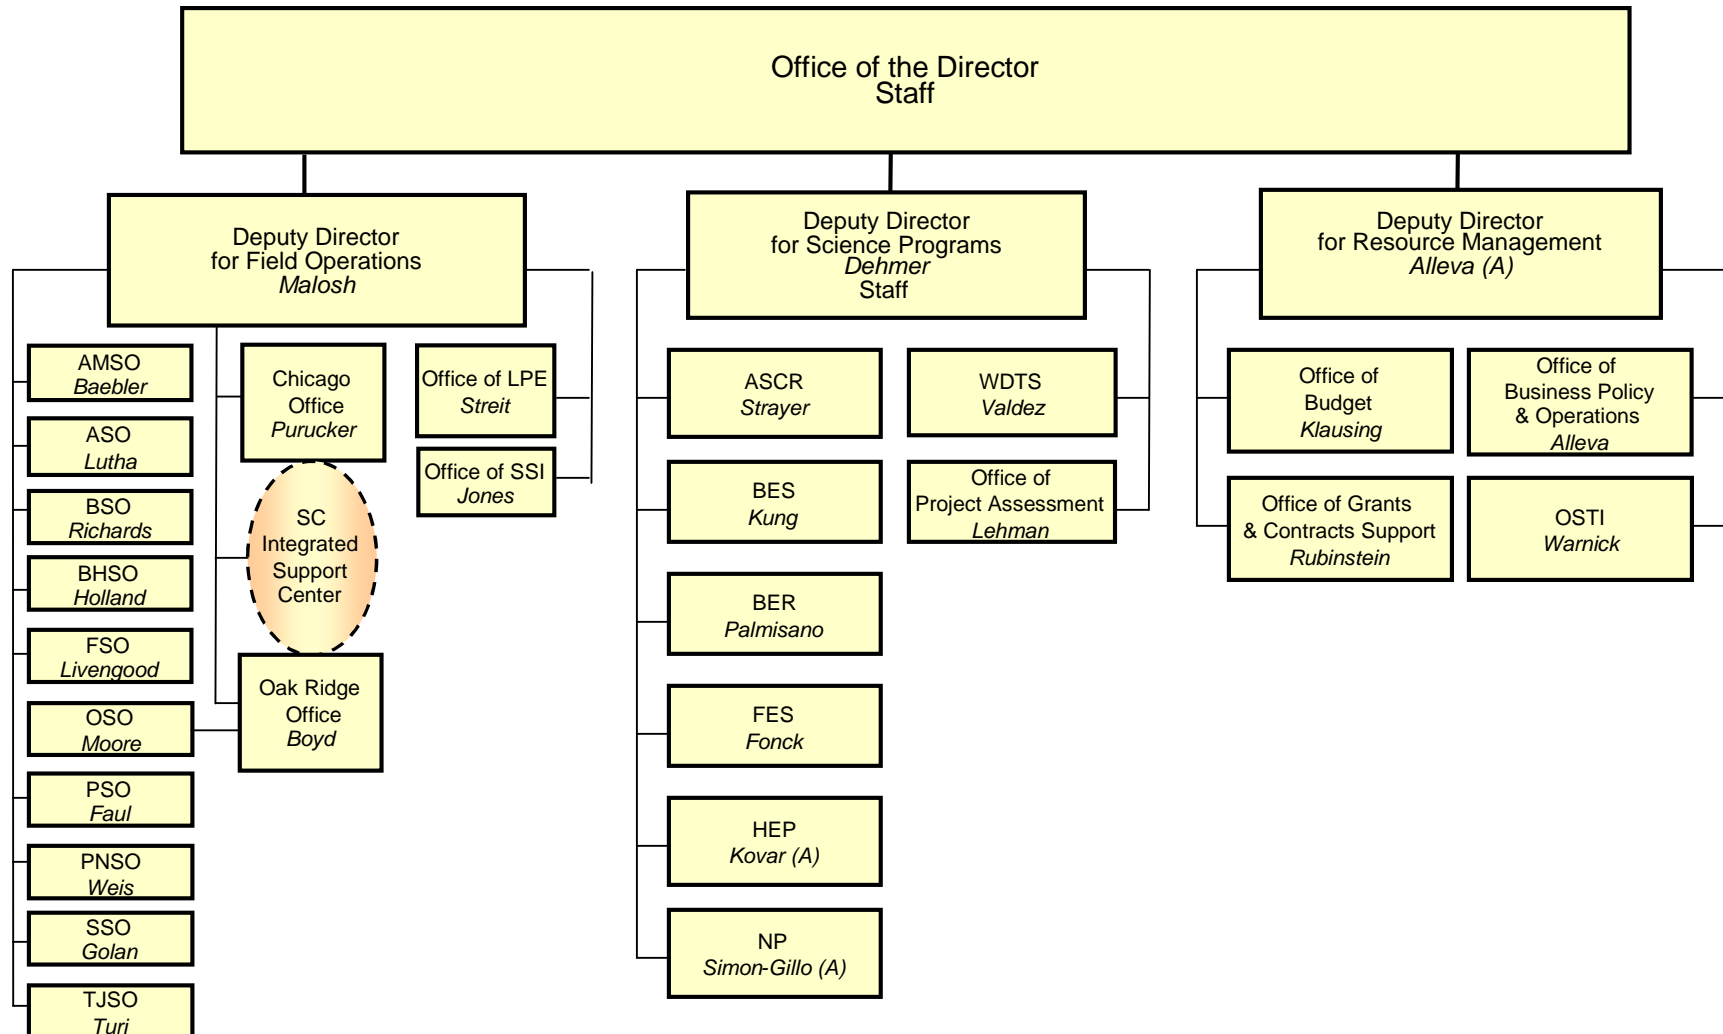 Office of the Director
Staff
Deputy Director
for Field Operations
Malosh
AMSO
Baebler
ASO
Lutha
BSO
Richards
BHSO
Holland
FSO
Livengood
OSO
Moore
PSO
Faul
PNSO
Weis
SSO
Golan
TJSO
Turi
Chicago
Office
Purucker
SC
Integrated
Support
Center
Oak Ridge
Office
Boyd
Office of LPE
Streit
Office of SSI
Jones
Deputy Director
for Science Programs
Dehmer
Staff
ASCR
Strayer
BES
Kung
BER
Palmisano
FES
Fonck
HEP
Kovar (A)
NP
Simon-Gillo (A)
WDTS
Valdez
Office of
Project Assessment
Lehman
Deputy Director
for Resource Management
Alleva (A)
Office of
Budget
Klausing
Office of Grants
& Contracts Support
Rubinstein
Office of
Business Policy
& Operations
Alleva
OSTI
Warnick